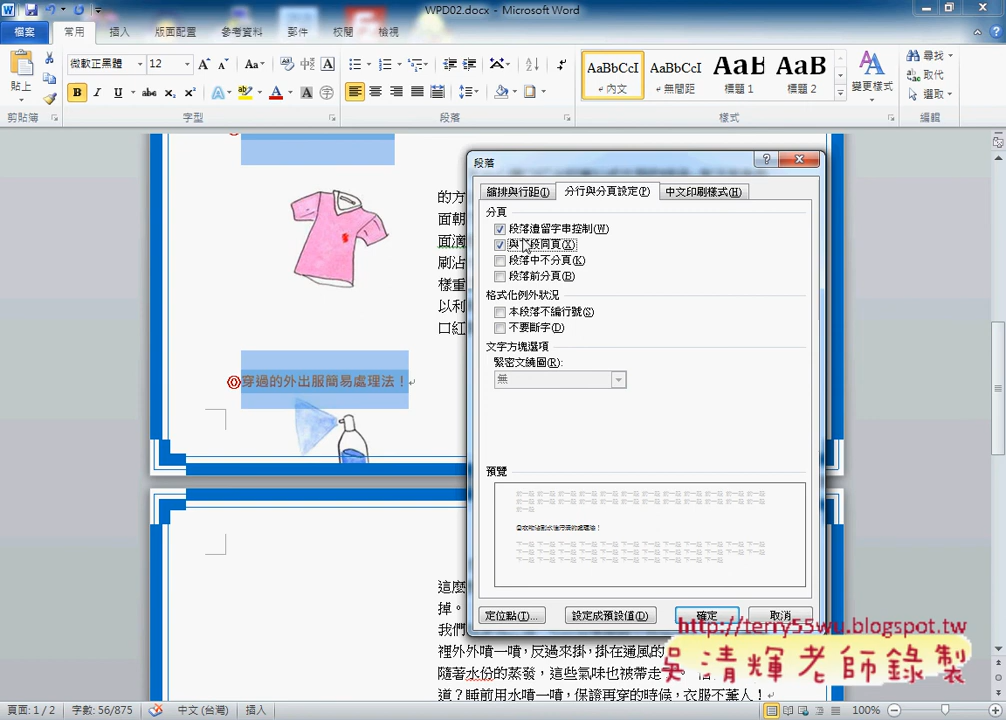 WPD02.docx - Microsoft Word
檔案 常用 插入 版面配置 參考資料 郵件 校閱 檢視
貼上 微軟正黑體 12 Aa A
B I U abc X₂ X² A A
AaBbCcI AaBbCcI AaB AaB
內文 無間距 標題 1 標題 2
變更樣式
尋找
取代
選取
剪貼簿 字型 段落 樣式 編輯
段落
縮排與行距(I) 分行與分頁設定(P) 中文印刷樣式(H)
分頁
段落遺留字串控制(W)
與下段同頁(X)
段落中不分頁(K)
段落前分頁(B)
格式化例外狀況
本段落不編行號(S)
不要斷字(D)
文字方塊選項
緊密文繞圖(R):
無
預覽
定位點(T)... 設定成預設值(D) 確定 取消
的方
面朝
面滴
刷沾
樣重
以利
口紅
穿過的外出服簡易處理法！
這麼
掉。
我們
裡外外噴一噴，反過來掛，掛在通風的
隨著水份的蒸發，這些氣味也被帶走
道？睡前用水噴一噴，保證再穿的時候，衣服不薰人！
http://terry55wu.blogspot.tw
吳清輝老師錄製
頁面: 1 / 2 字數: 56/875 中文 (台灣) 插入 100%